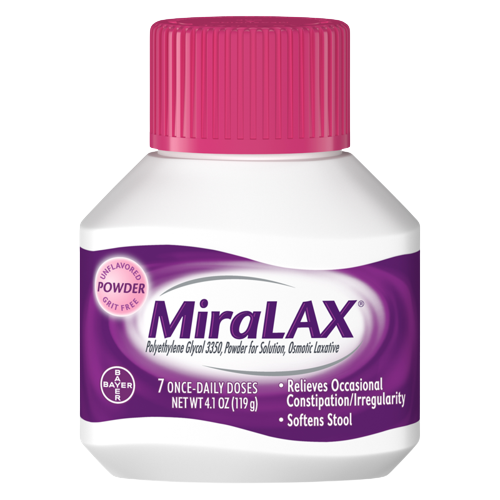 UNFLAVORED
POWDER
GRIT FREE
MiraLAX®
Polyethylene Glycol 3350, Powder for Solution, Osmotic Laxative
BAYER
BAYER
7 ONCE-DAILY DOSES
NET WT 4.1 OZ (119 g)
• Relieves Occasional
Constipation/Irregularity
• Softens Stool